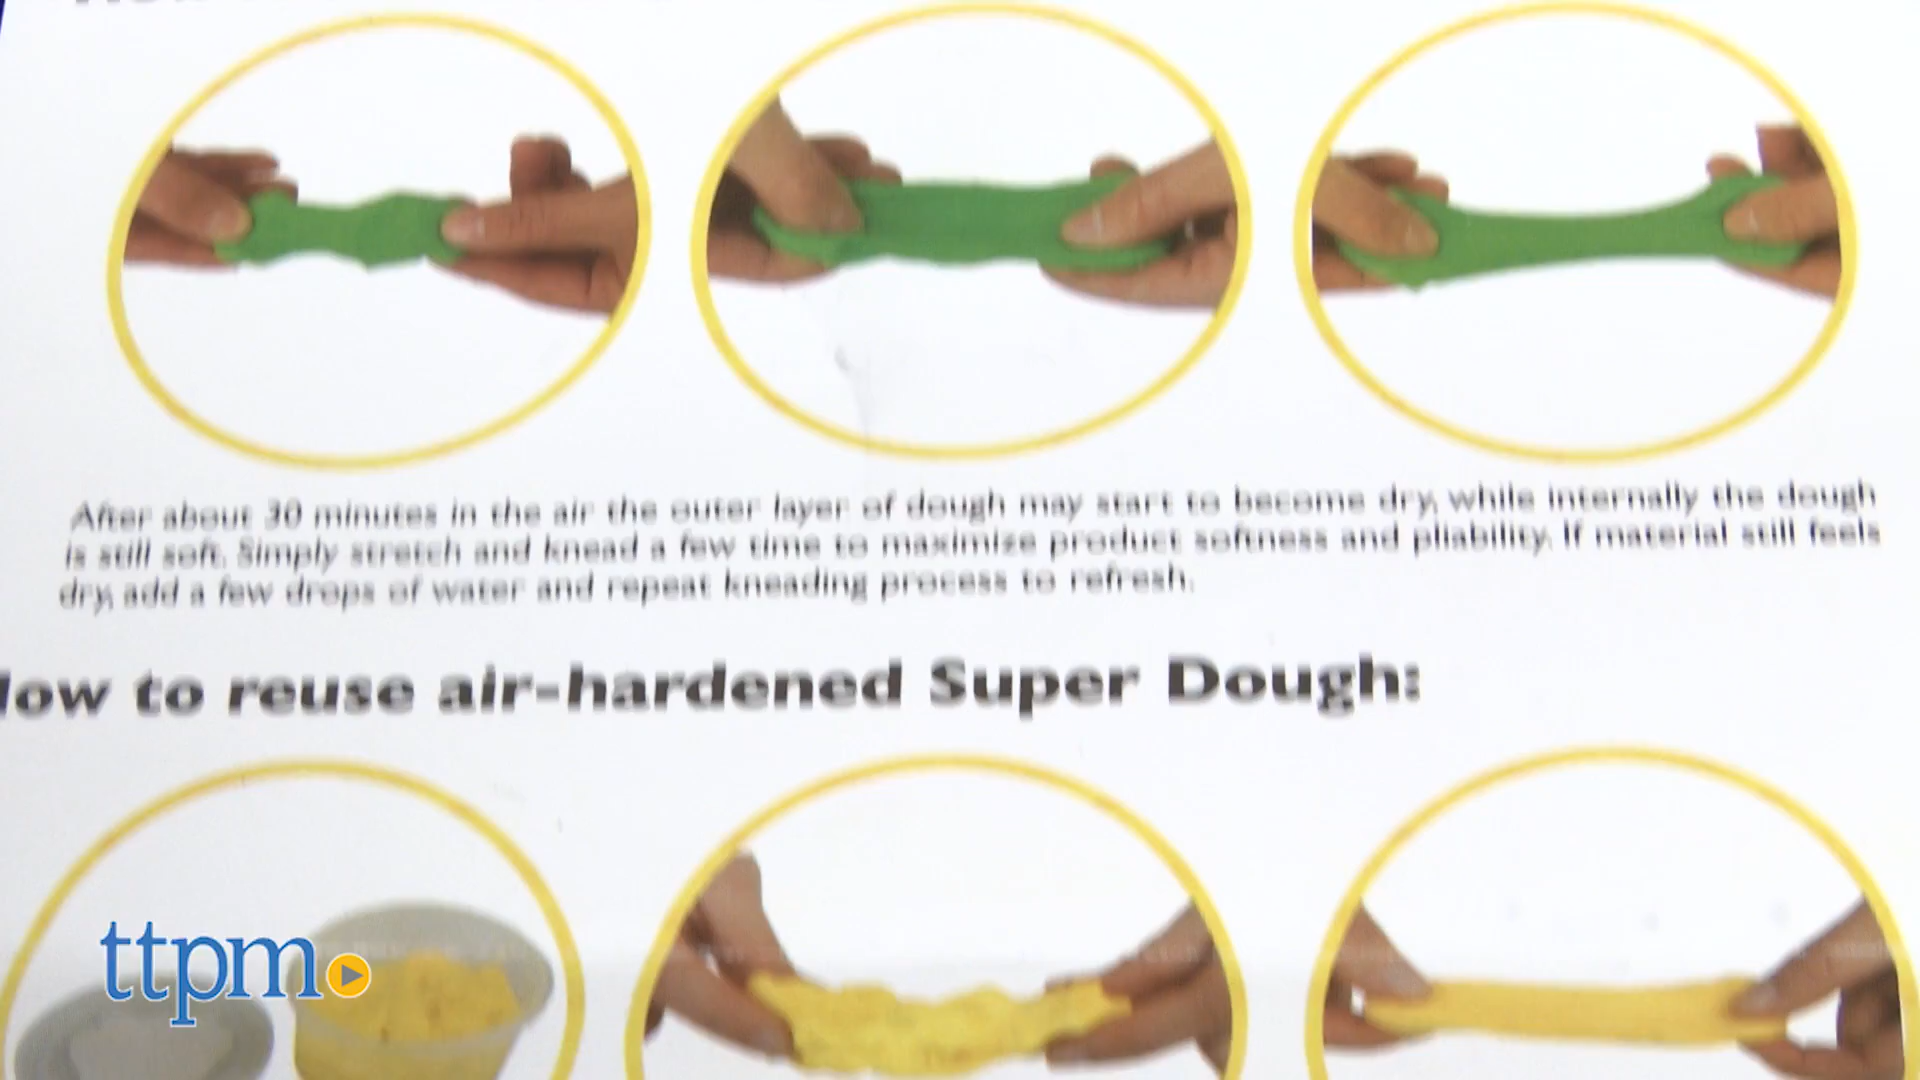 After about 30 minutes in the air the outer layer of dough may start to become dry, while internally the dough
is still soft. Simply stretch and knead a few time to maximize product softness and pliability. If material still feels
dry, add a few drops of water and repeat kneading process to refresh.
How to reuse air-hardened Super Dough:
ttpm